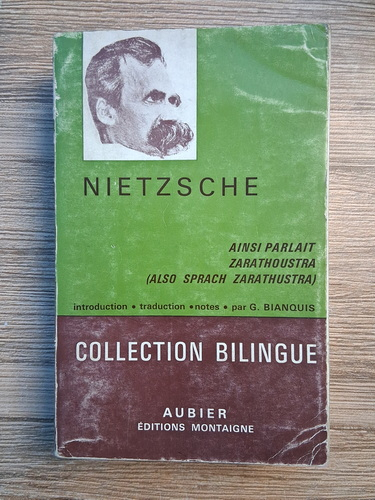 NIETZSCHE
AINSI PARLAIT
ZARATHOUSTRA
(ALSO SPRACH ZARATHUSTRA)
introduction • traduction • notes • par G. BIANQUIS
COLLECTION BILINGUE
AUBIER
ÉDITIONS MONTAIGNE